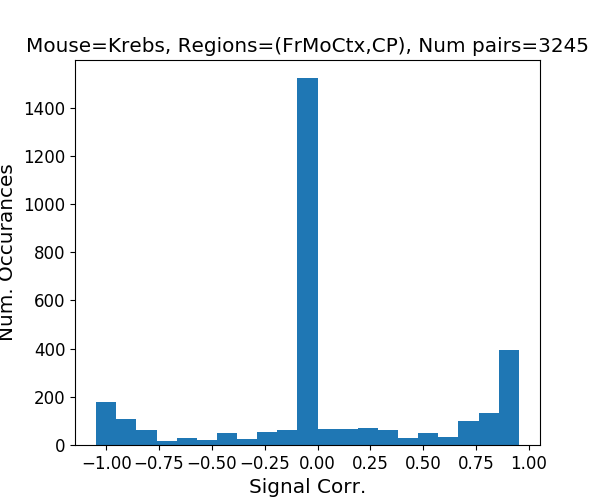 Mouse=Krebs, Regions=(FrMoCtx,CP), Num pairs=3245
Num. Occurances
1400
1200
1000
800
600
400
200
0
−1.00 −0.75 −0.50 −0.25 0.00 0.25 0.50 0.75 1.00
Signal Corr.